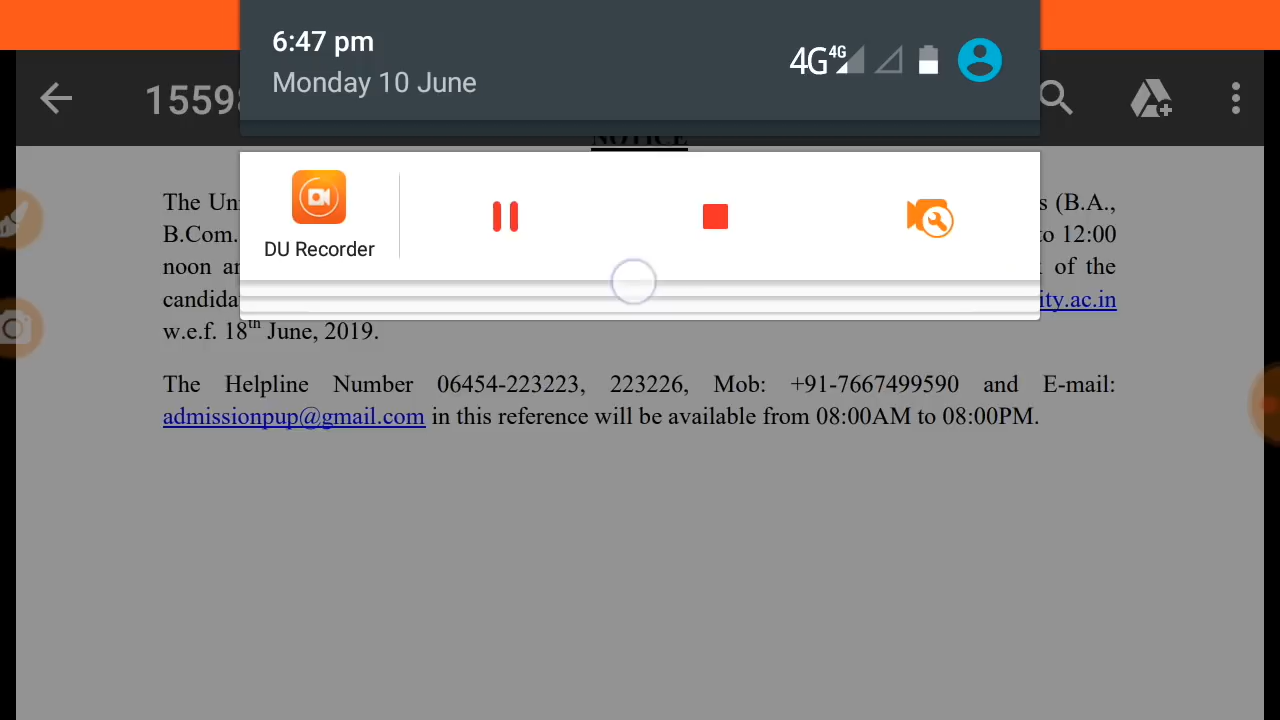 6:47 pm
4G 4G
Monday 10 June
1559
NOTICE
DU Recorder
The Un s (B.A.,
B.Com. to 12:00
noon of the
candida ity.ac.in
w.e.f. 18th June, 2019.
The Helpline Number 06454-223223, 223226, Mob: +91-7667499590 and E-mail:
admissionpup@gmail.com in this reference will be available from 08:00AM to 08:00PM.